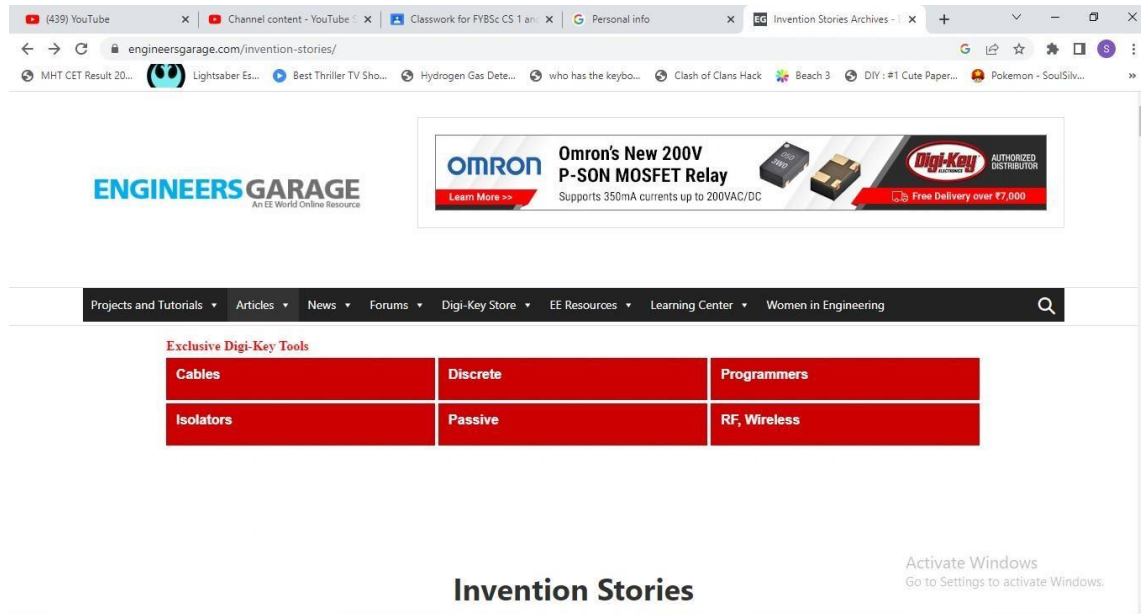 (439) YouTube
Channel content - YouTube S
Classwork for FYBSc CS 1 and
Personal info
EG Invention Stories Archives -
engineersgarage.com/invention-stories/
S
MHT CET Result 20...
Lightsaber Es...
Best Thriller TV Sho...
Hydrogen Gas Dete...
who has the keybo...
Clash of Clans Hack
Beach 3
DIY : #1 Cute Paper...
Pokemon - SoulSilv...
ENGINEERS GARAGE
An EE World Online Resource
OMRON
Learn More >>
Omron's New 200V
P-SON MOSFET Relay
Supports 350mA currents up to 200VAC/DC
Digi-Key
ELECTRONICS
AUTHORIZED
DISTRIBUTOR
Free Delivery over ₹7,000
Projects and Tutorials Articles News Forums Digi-Key Store EE Resources Learning Center Women in Engineering
Exclusive Digi-Key Tools
Cables Discrete Programmers
Isolators Passive RF, Wireless
Invention Stories
Activate Windows
Go to Settings to activate Windows.